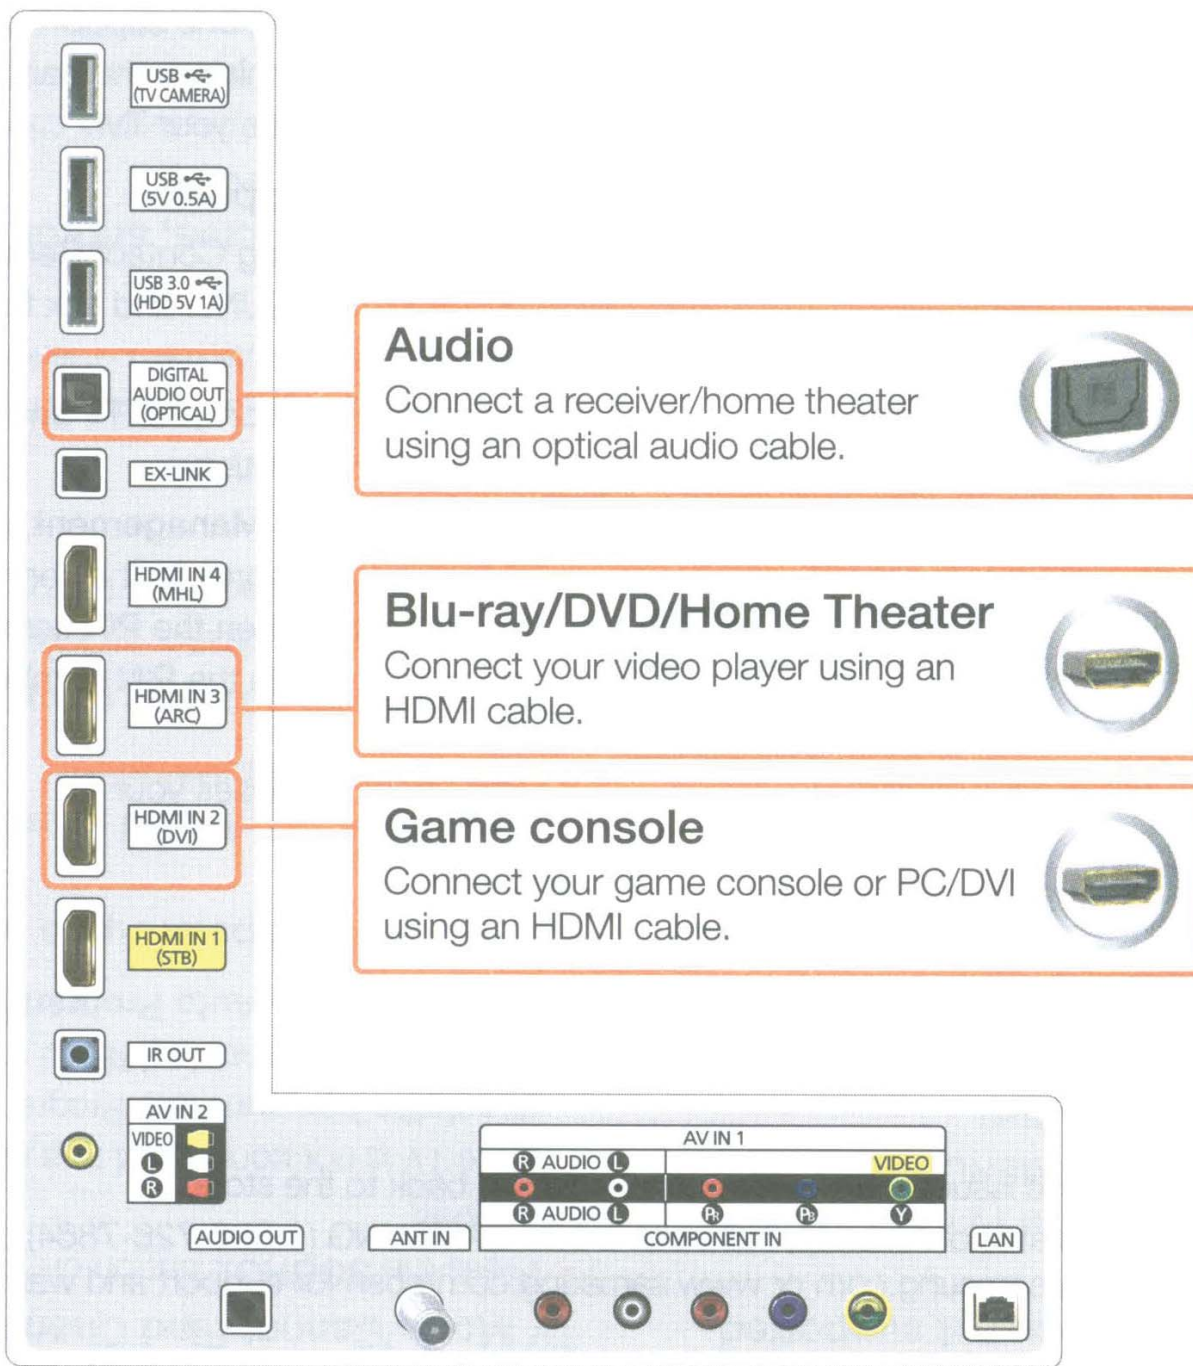 USB
(TV CAMERA)
USB
(5V 0.5A)
USB 3.0
(HDD 5V 1A)
DIGITAL
AUDIO OUT
(OPTICAL)
EX-LINK
HDMI IN 4
(MHL)
HDMI IN 3
(ARC)
HDMI IN 2
(DVI)
HDMI IN 1
(STB)
IR OUT
AV IN 2
VIDEO
L
R
Audio
Connect a receiver/home theater
using an optical audio cable.
Blu-ray/DVD/Home Theater
Connect your video player using an
HDMI cable.
Game console
Connect your game console or PC/DVI
using an HDMI cable.
AV IN 1
R AUDIO L VIDEO
R AUDIO L PR PB Y
COMPONENT IN
AUDIO OUT
ANT IN
LAN